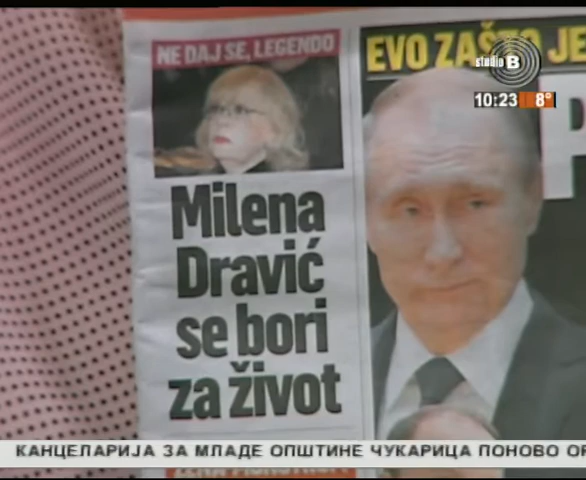 NE DAJ SE, LEGENDO
EVO ZAŠTO JE
studio B
10:23 8°
P
Milena
Dravić
se bori
za život
КАНЦЕЛАРИЈА ЗА МЛАДЕ ОПШТИНЕ ЧУКАРИЦА ПОНОВО